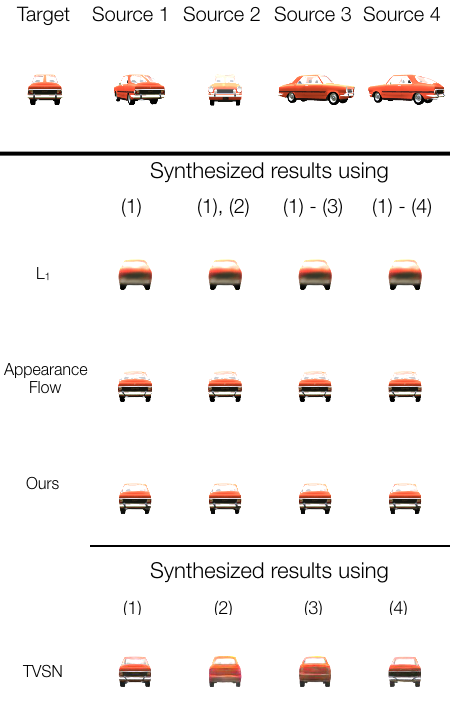 Target Source 1 Source 2 Source 3 Source 4
Synthesized results using
(1) (1), (2) (1) - (3) (1) - (4)
L₁
Appearance
Flow
Ours
Synthesized results using
(1) (2) (3) (4)
TVSN